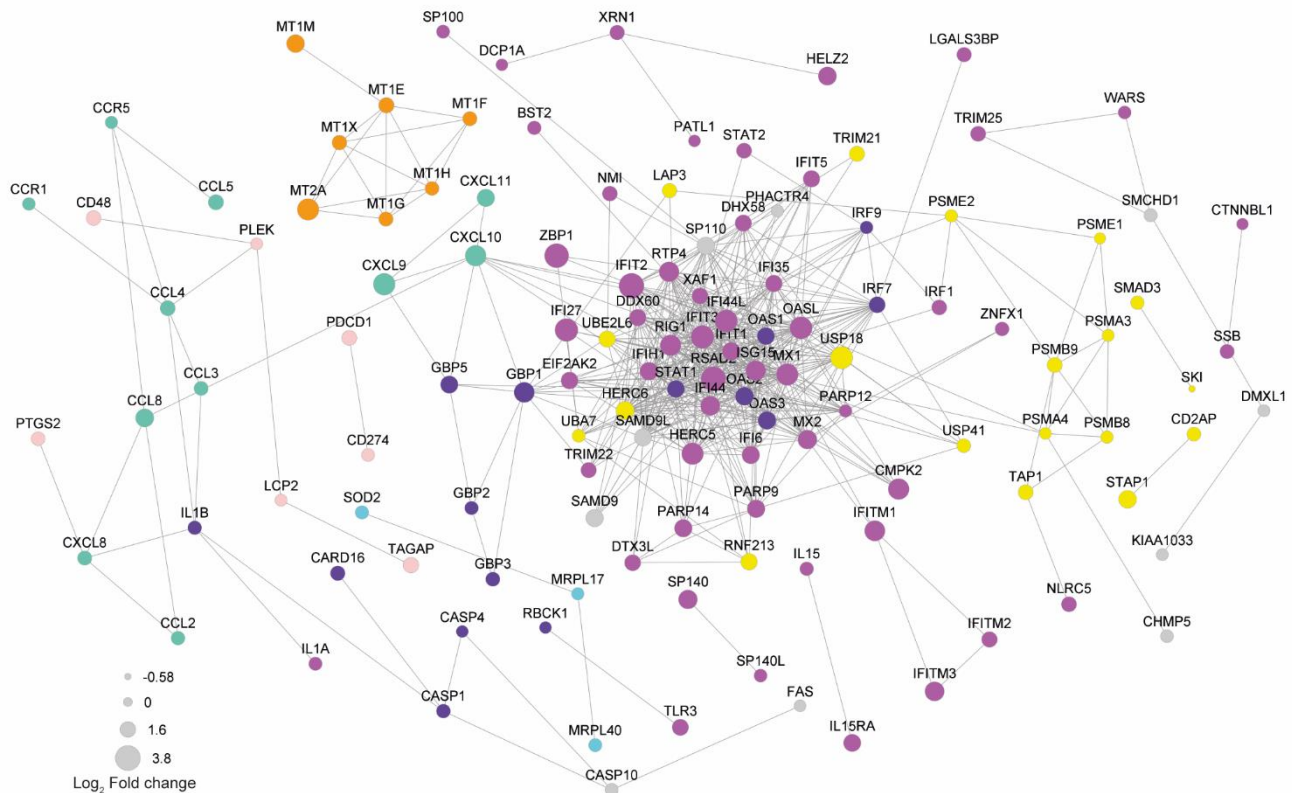 SP100
XRN1
MT1M
DCP1A
HELZ2
LGALS3BP
MT1E
MT1F
WARS
CCR5
BST2
PATL1
STAT2
TRIM21
TRIM25
MT1X
IFIT5
MT1H
CXCL11
NMI
LAP3
PHACTR4
CCR1
CCL5
MT2A
MT1G
DHX58
IRF9
PSME2
SMCHD1
CD48
CTNNBL1
PLEK
SP110
PSME1
CXCL10
ZBP1
RTP4
CXCL9
IFIT2
XAF1
IFI35
IRF7
SMAD3
CCL4
IFI44L
IRF1
DDX60
OAS1
OASL
ZNFX1
PSMA3
PDCD1
IFI27
UBE2L6
RIG1
IFIT3
IFIT1
SSB
USP18
PSMB9
GBP5
GBP1
EIF2AK2
IFIH1
RSAD2
ISG15
MX1
SKI
CCL3
STAT1
OAS2
PARP12
DMXL1
CCL8
HERC6
IFI44
OAS3
PTGS2
UBA7
SAMD9L
USP41
PSMA4
PSMB8
CD2AP
CD274
TRIM22
HERC5
IFI6
MX2
CMPK2
TAP1
LCP2
SOD2
GBP2
SAMD9
STAP1
IL1B
PARP14
PARP9
IFITM1
CXCL8
CARD16
TAGAP
GBP3
DTX3L
RNF213
IL15
KIAA1033
MRPL17
SP140
NLRC5
CCL2
CASP4
RBCK1
IFITM2
CHMP5
IL1A
SP140L
IFITM3
-0.58
CASP1
FAS
0
TLR3
IL15RA
1.6
MRPL40
3.8
CASP10
Log2 Fold change